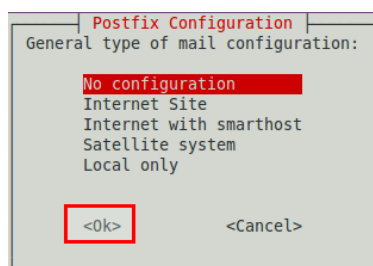 Postfix Configuration
General type of mail configuration:
No configuration
Internet Site
Internet with smarthost
Satellite system
Local only
<Ok> <Cancel>